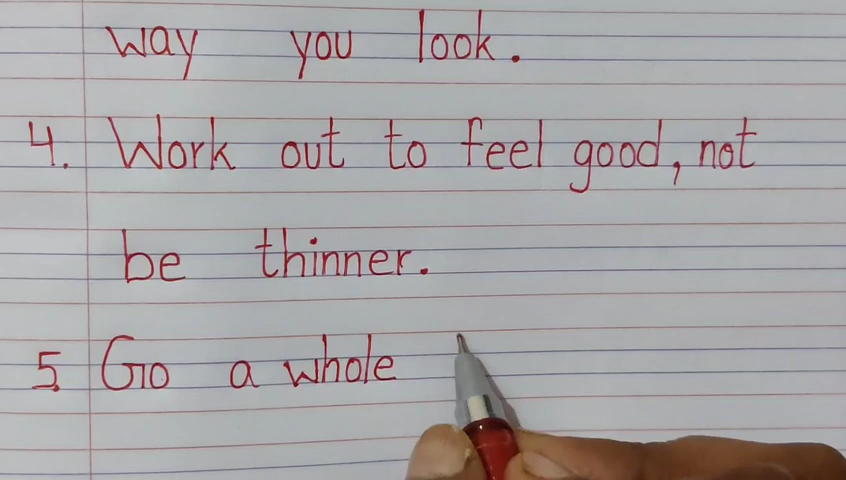 way you look.
4. Work out to feel good, not
be thinner.
5. Go a whole